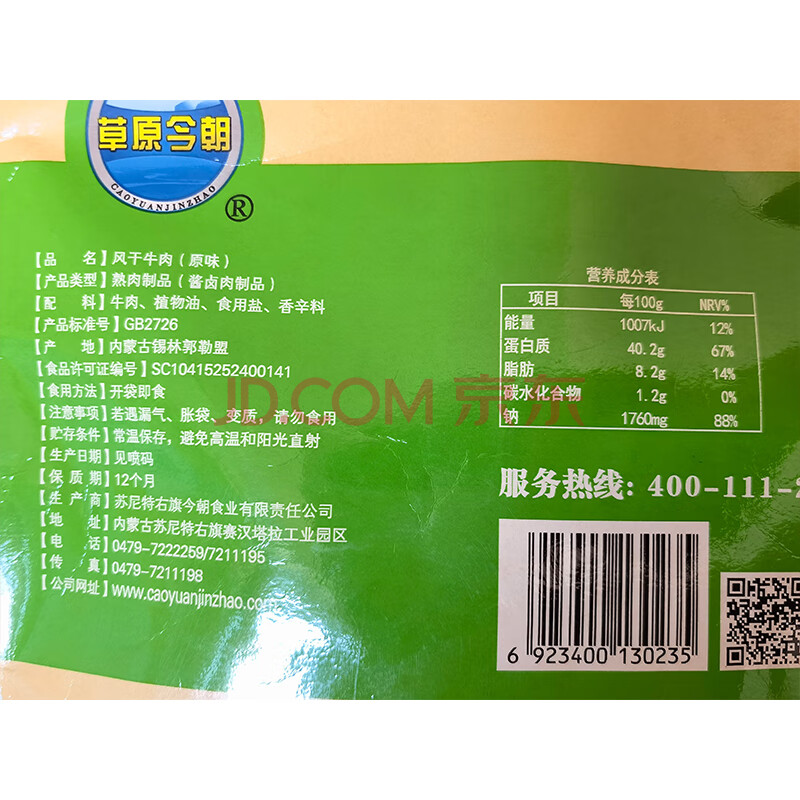 草原今朝
CAOYUANJINZHAO
®
【品 名】风干牛肉(原味)
【产品类型】熟肉制品(酱卤肉制品)
【配 料】牛肉、植物油、食用盐、香辛料
【产品标准号】GB2726
【产 地】内蒙古锡林郭勒盟
【食品许可证编号】SC10415252400141
【食用方法】开袋即食
【注意事项】若遇漏气、胀袋、变质，请勿食用
【贮存条件】常温保存，避免高温和阳光直射
【生产日期】见喷码
【保 质 期】12个月
【生 产 商】苏尼特右旗今朝食业有限责任公司
【地 址】内蒙古苏尼特右旗赛汉塔拉工业园区
【电 话】0479-7222259/7211195
【传 真】0479-7211198
【公司网址】www.caoyuanjinzhao.com
营养成分表
项目 每100g NRV%
能量 1007kJ 12%
蛋白质 40.2g 67%
脂肪 8.2g 14%
碳水化合物 1.2g 0%
钠 1760mg 88%
JD.COM 京东
服务热线: 400-111-
6 923400 130235